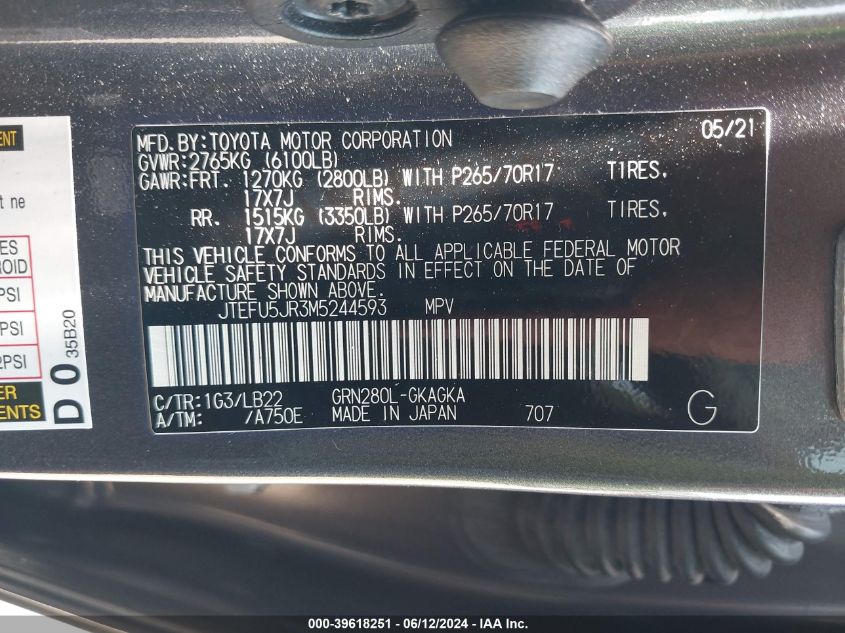 MFD. BY: TOYOTA MOTOR CORPORATION 05/21
GVWR: 2765KG (6100LB)
GAWR: FRT. 1270KG (2800LB) WITH P265/70R17 TIRES.
17X7J RIMS.
RR. 1515KG (3350LB) WITH P265/70R17 TIRES.
17X7J RIMS.
THIS VEHICLE CONFORMS TO ALL APPLICABLE FEDERAL MOTOR
VEHICLE SAFETY STANDARDS IN EFFECT ON THE DATE OF
MANUFACTURE SHOWN ABOVE.
JTEFU5JR3M5244593 MPV
C/TR: 1G3/LB22 GRN280L-GKAGKA
A/TM: /A750E MADE IN JAPAN 707 G
ne
PSI
PSI
PSI
D 0 35B20
000-39618251 - 06/12/2024 - IAA Inc.